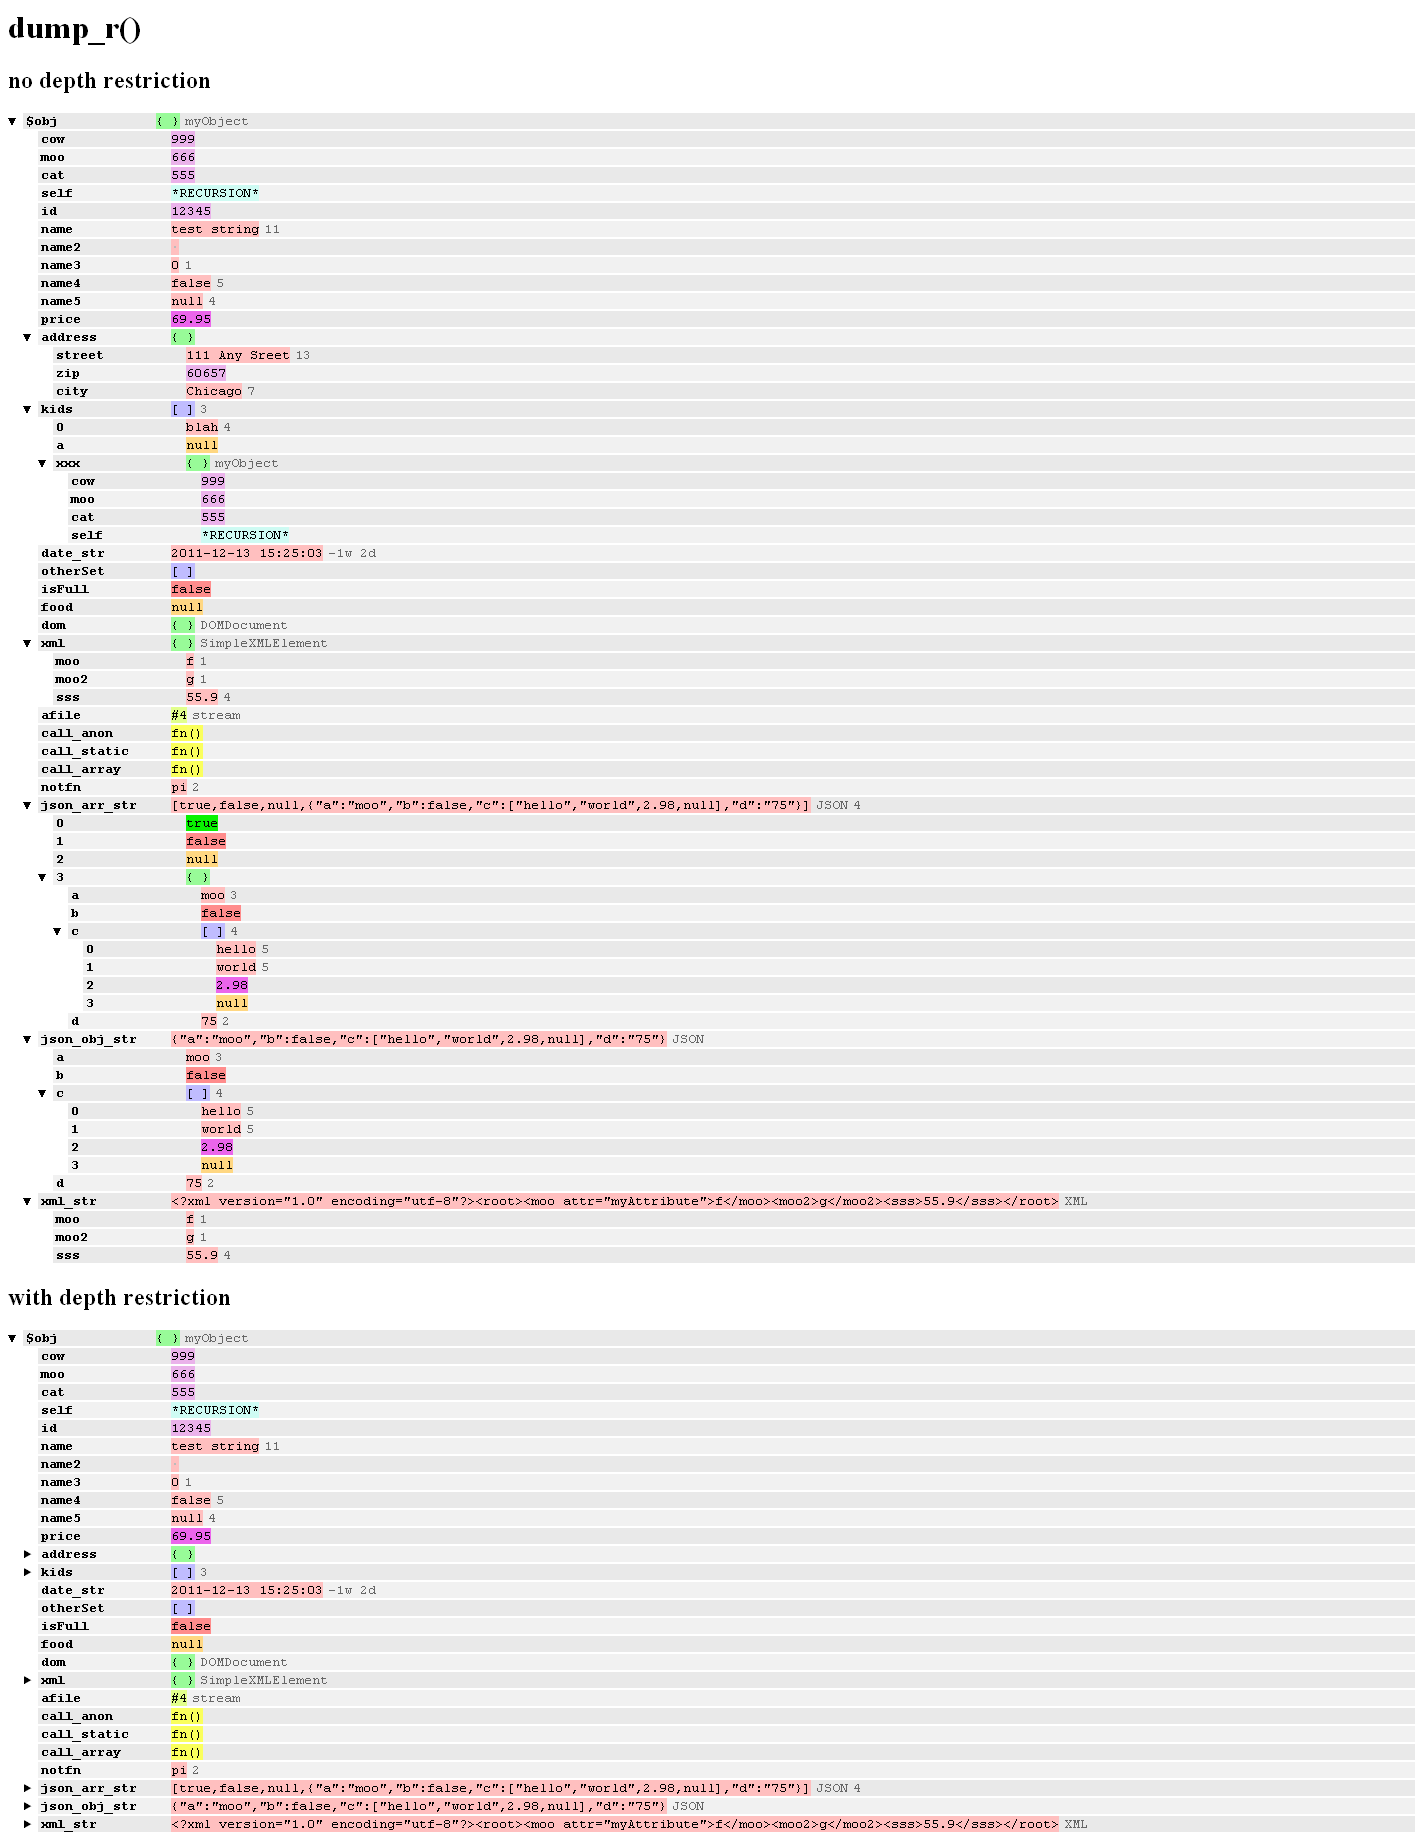 dump_r()
no depth restriction
▼ $obj { } myObject
cow 999
moo 666
cat 555
self *RECURSION*
id 12345
name test string 11
name2
name3 0 1
name4 false 5
name5 null 4
price 69.95
▼ address { }
street 111 Any Sreet 13
zip 60657
city Chicago 7
▼ kids [ ] 3
0 blah 4
a null
▼ xxx { } myObject
cow 999
moo 666
cat 555
self *RECURSION*
date_str 2011-12-13 15:25:03 -1w 2d
otherSet [ ]
isFull false
food null
dom { } DOMDocument
▼ xml { } SimpleXMLElement
moo f 1
moo2 g 1
sss 55.9 4
afile #4 stream
call_anon fn()
call_static fn()
call_array fn()
notfn pi 2
▼ json_arr_str [true,false,null,{"a":"moo","b":false,"c":["hello","world",2.98,null],"d":"75"}] JSON 4
0 true
1 false
2 null
▼ 3 { }
a moo 3
b false
▼ c [ ] 4
0 hello 5
1 world 5
2 2.98
3 null
d 75 2
▼ json_obj_str {"a":"moo","b":false,"c":["hello","world",2.98,null],"d":"75"} JSON
a moo 3
b false
▼ c [ ] 4
0 hello 5
1 world 5
2 2.98
3 null
d 75 2
▼ xml_str <?xml version="1.0" encoding="utf-8"?><root><moo attr="myAttribute">f</moo><moo2>g</moo2><sss>55.9</sss></root> XML
moo f 1
moo2 g 1
sss 55.9 4
with depth restriction
▼ $obj { } myObject
cow 999
moo 666
cat 555
self *RECURSION*
id 12345
name test string 11
name2
name3 0 1
name4 false 5
name5 null 4
price 69.95
► address { }
► kids [ ] 3
date_str 2011-12-13 15:25:03 -1w 2d
otherSet [ ]
isFull false
food null
dom { } DOMDocument
► xml { } SimpleXMLElement
afile #4 stream
call_anon fn()
call_static fn()
call_array fn()
notfn pi 2
► json_arr_str [true,false,null,{"a":"moo","b":false,"c":["hello","world",2.98,null],"d":"75"}] JSON 4
► json_obj_str {"a":"moo","b":false,"c":["hello","world",2.98,null],"d":"75"} JSON
► xml_str <?xml version="1.0" encoding="utf-8"?><root><moo attr="myAttribute">f</moo><moo2>g</moo2><sss>55.9</sss></root> XML